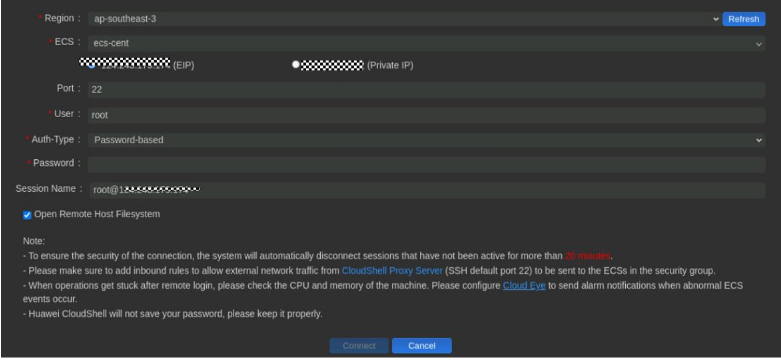 * Region : ap-southeast-3 Refresh
* ECS : ecs-cent
(EIP) (Private IP)
Port : 22
* User : root
* Auth-Type : Password-based
* Password :
Session Name : root@12
Open Remote Host Filesystem
Note:
- To ensure the security of the connection, the system will automatically disconnect sessions that have not been active for more than 20 minutes.
- Please make sure to add inbound rules to allow external network traffic from CloudShell Proxy Server (SSH default port 22) to be sent to the ECSs in the security group.
- When operations get stuck after remote login, please check the CPU and memory of the machine. Please configure Cloud Eye to send alarm notifications when abnormal ECS
events occur.
- Huawei CloudShell will not save your password, please keep it properly.
Connect Cancel